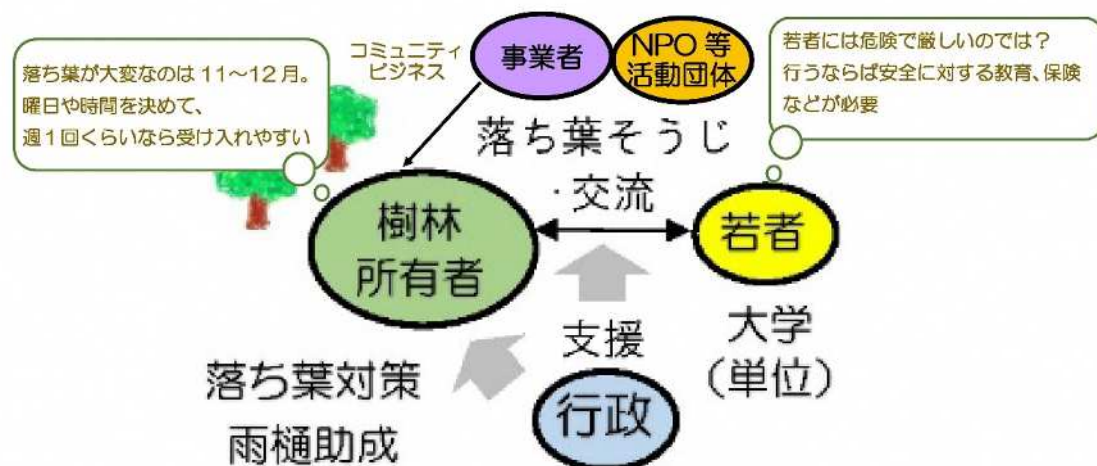 落ち葉が大変なのは11～12月。
曜日や時間を決めて、
週1回くらいなら受け入れやすい
コミュニティ
ビジネス
事業者
NPO等
活動団体
若者には危険で厳しいのでは？
行うならば安全に対する教育、保険
などが必要
落ち葉そうじ
・交流
樹林
所有者
若者
大学
（単位）
支援
行政
落ち葉対策
雨樋助成